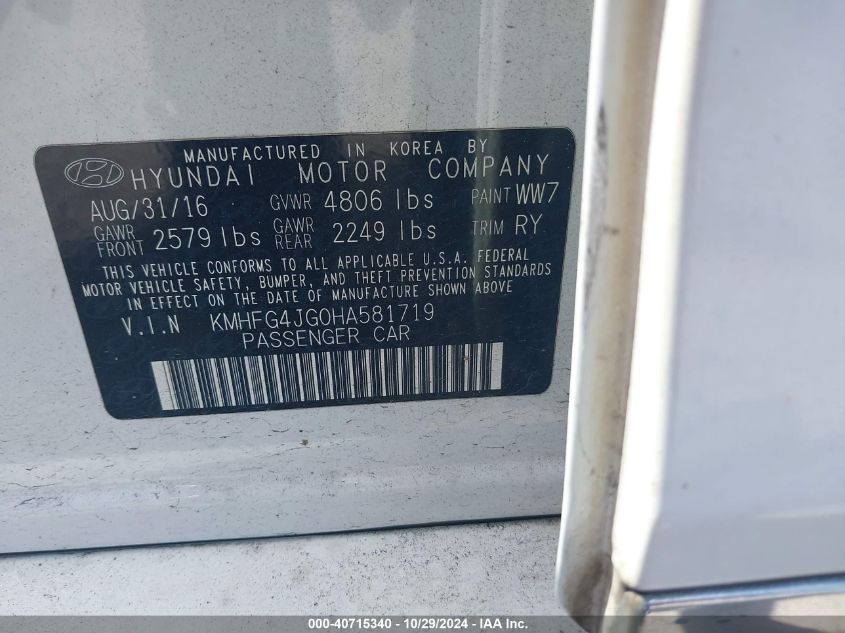 MANUFACTURED IN KOREA BY
HYUNDAI MOTOR COMPANY
AUG/31/16 GVWR 4806 lbs PAINT WW7
GAWR FRONT 2579 lbs GAWR REAR 2249 lbs TRIM RY
THIS VEHICLE CONFORMS TO ALL APPLICABLE U.S.A. FEDERAL
MOTOR VEHICLE SAFETY, BUMPER, AND THEFT PREVENTION STANDARDS
IN EFFECT ON THE DATE OF MANUFACTURE SHOWN ABOVE
V.I.N KMHFG4JG0HA581719
PASSENGER CAR
000-40715340 - 10/29/2024 - IAA Inc.